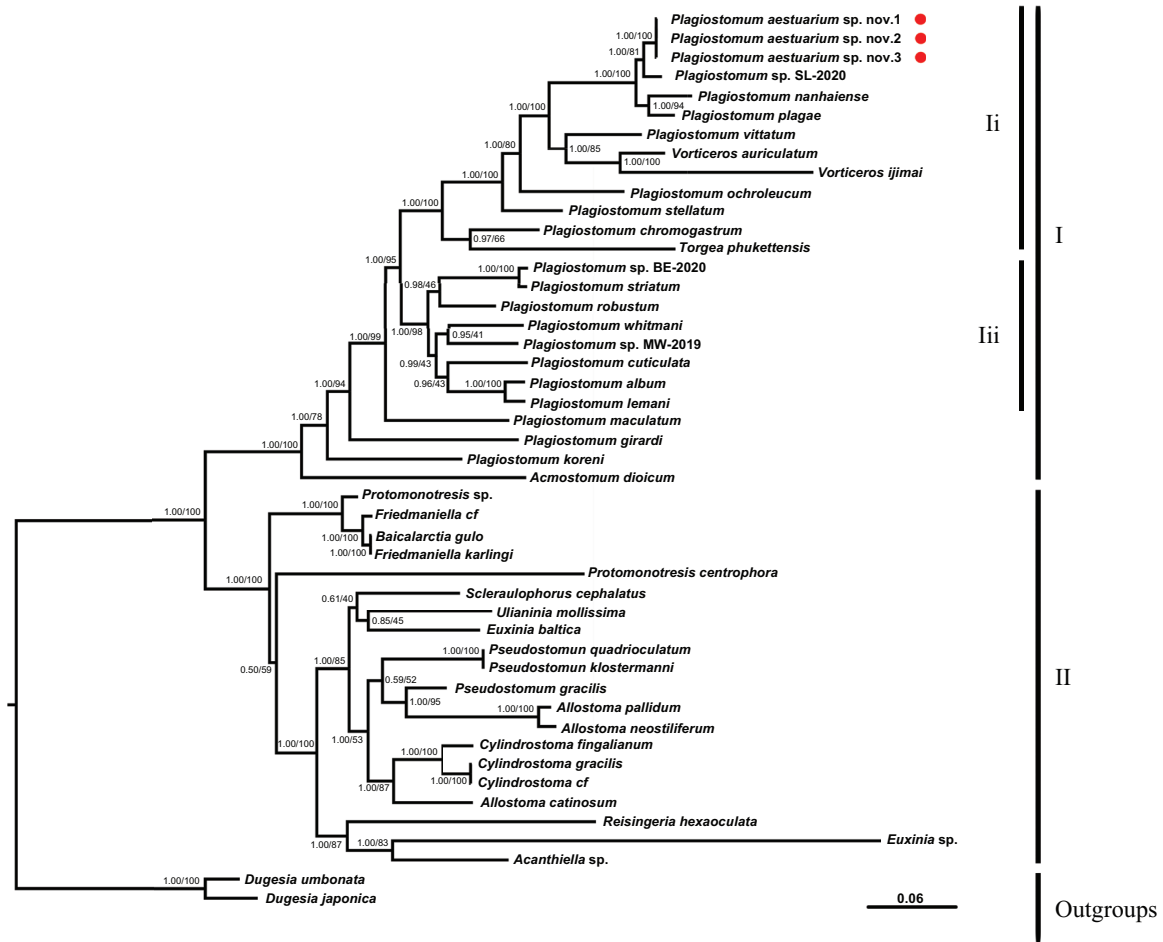 Plagiostomum aestuarium sp. nov.1
1.00/100
Plagiostomum aestuarium sp. nov.2
1.00/81
Plagiostomum aestuarium sp. nov.3
1.00/100
Plagiostomum sp. SL-2020
Plagiostomum nanhaiense
1.00/94
1.00/100
Plagiostomum plagae
Ii
Plagiostomum vittatum
1.00/80
1.00/85
Vorticeros auriculatum
1.00/100
Vorticeros ijimai
1.00/100
Plagiostomum ochroleucum
1.00/100
Plagiostomum stellatum
Plagiostomum chromogastrum
I
0.97/66
Torgea phukettensis
1.00/95
1.00/100
Plagiostomum sp. BE-2020
0.98/46
Plagiostomum striatum
Plagiostomum robustum
1.00/98
Plagiostomum whitmani
1.00/99
0.95/41
Iii
Plagiostomum sp. MW-2019
0.99/43
Plagiostomum cuticulata
1.00/94
0.96/43
1.00/100
Plagiostomum album
Plagiostomum lemani
1.00/78
Plagiostomum maculatum
1.00/100
Plagiostomum girardi
Plagiostomum koreni
Acmostomum dioicum
1.00/100
Protomonotresis sp.
1.00/100
Friedmaniella cf
1.00/100
Baicalarctia gulo
1.00/100
Friedmaniella karlingi
1.00/100
Protomonotresis centrophora
0.61/40
Scleraulophorus cephalatus
Ulianinia mollissima
0.85/45
Euxinia baltica
1.00/100
Pseudostomun quadrioculatum
0.50/59
1.00/85
Pseudostomun klostermanni
0.59/52
Pseudostomum gracilis
II
1.00/95
1.00/100
Allostoma pallidum
Allostoma neostiliferum
1.00/100
1.00/53
1.00/100
Cylindrostoma fingalianum
Cylindrostoma gracilis
1.00/100
Cylindrostoma cf
1.00/87
Allostoma catinosum
Reisingeria hexaoculata
1.00/87
1.00/83
Euxinia sp.
Acanthiella sp.
1.00/100
Dugesia umbonata
Dugesia japonica
0.06
Outgroups